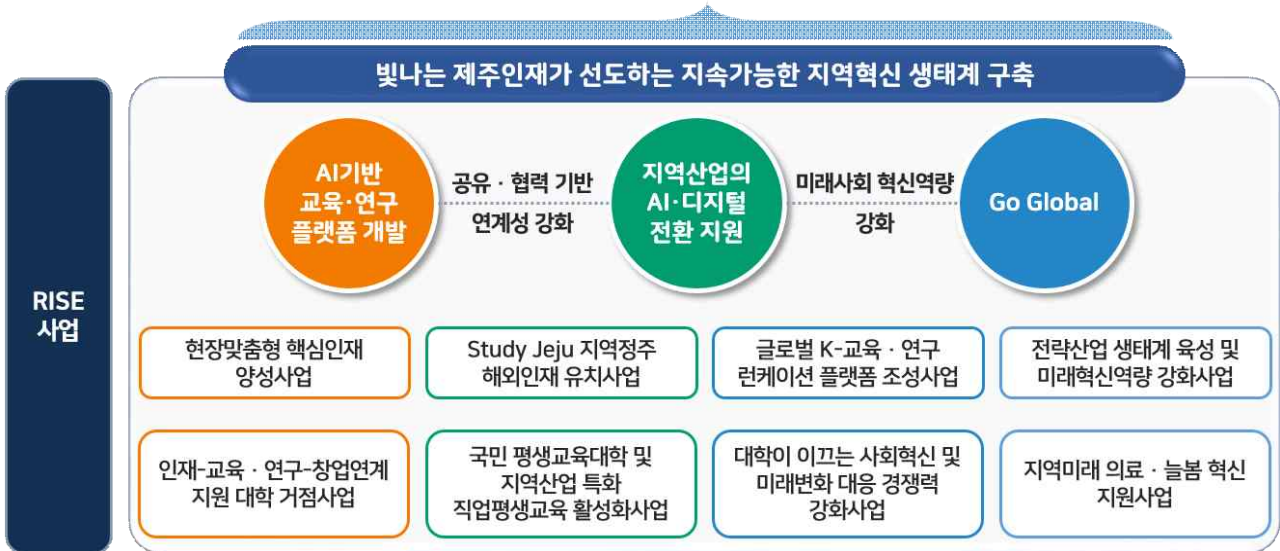 빛나는 제주인재가 선도하는 지속가능한 지역혁신 생태계 구축
RISE
사업
AI기반
교육·연구
플랫폼 개발
공유 · 협력 기반
연계성 강화
지역산업의
AI·디지털
전환 지원
미래사회 혁신역량
강화
Go Global
현장맞춤형 핵심인재
양성사업
Study Jeju 지역정주
해외인재 유치사업
글로벌 K-교육 · 연구
런케이션 플랫폼 조성사업
전략산업 생태계 육성 및
미래혁신역량 강화사업
인재-교육 · 연구-창업연계
지원 대학 거점사업
국민 평생교육대학 및
지역산업 특화
직업평생교육 활성화사업
대학이 이끄는 사회혁신 및
미래변화 대응 경쟁력
강화사업
지역미래 의료 · 늘봄 혁신
지원사업